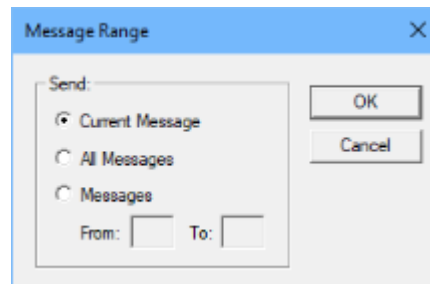 Message Range
Send:
Current Message
All Messages
Messages
From: To:
OK
Cancel